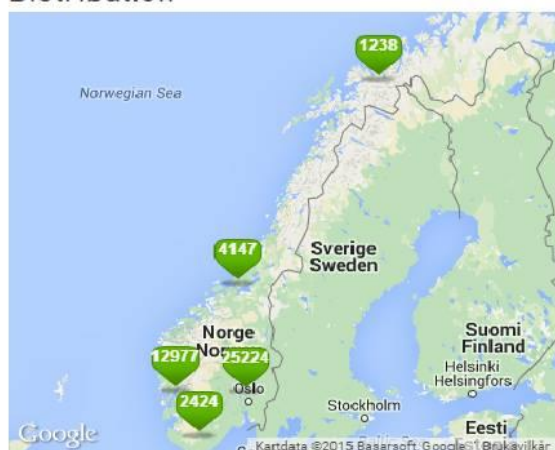 Distribution
1238
Norwegian Sea
4147
Sverige
Sweden
Norge
12977
25224
Suomi
Finland
Helsinki
Helsingfors
Oslo
2424
Stockholm
Eesti
Google
Kartdata ©2015 Basarsoft, Google
Bruksvilkår